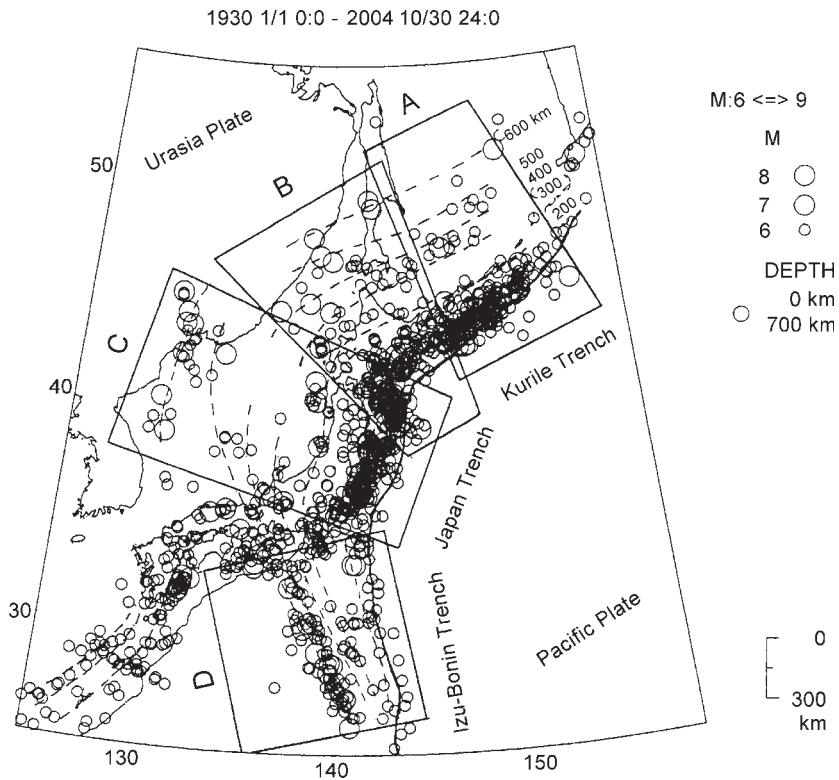 1930 1/1 0:0 - 2004 10/30 24:0
Urasia Plate
A
B
C
D
600 km
500
400
300
200
M:6 <=> 9
M
8
7
6
DEPTH
0 km
700 km
50
40
30
130
140
150
Kurile Trench
Japan Trench
Izu-Bonin Trench
Pacific Plate
0
300
km